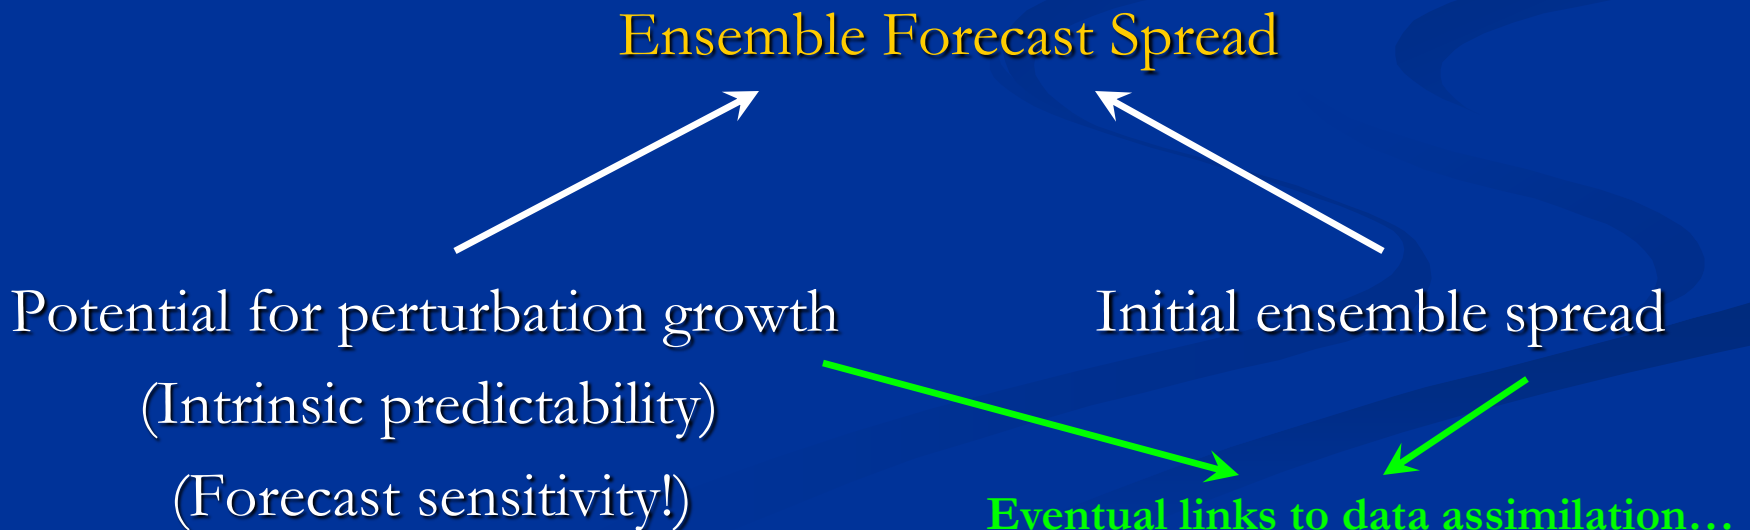 Ensemble Forecast Spread
Potential for perturbation growth
Initial ensemble spread
(Intrinsic predictability)
(Forecast sensitivity!)
Eventual links to data assimilation…